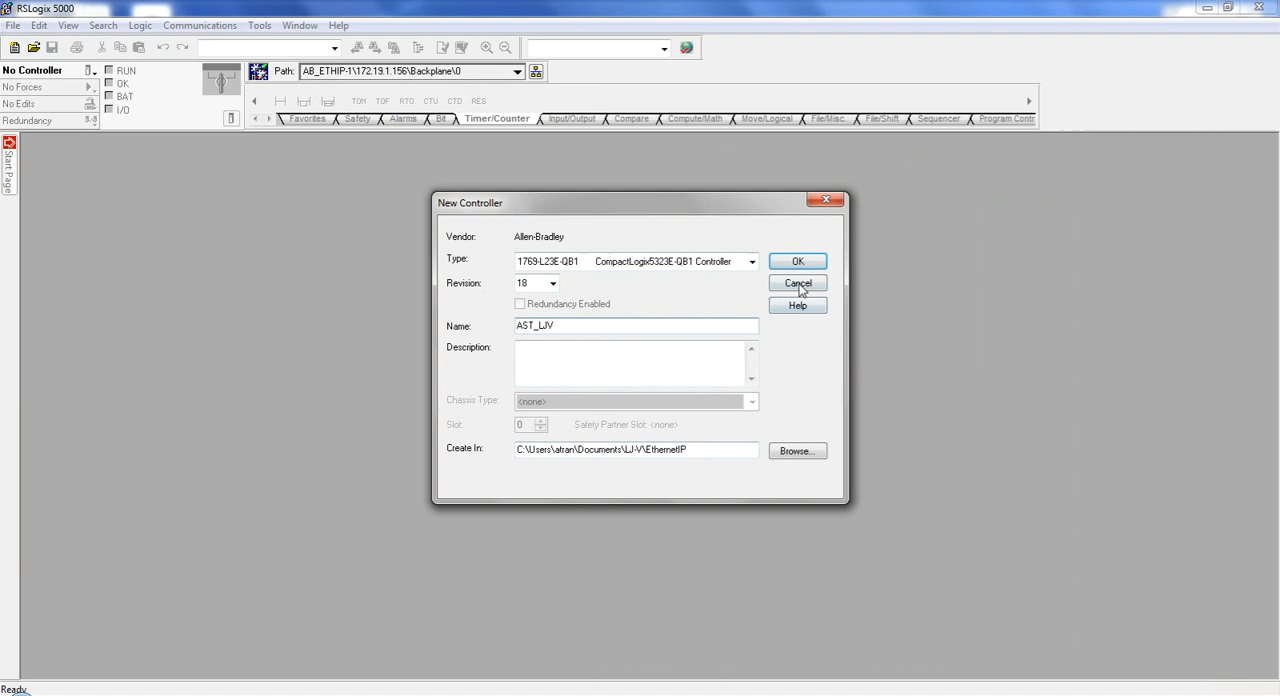 RSLogix 5000
File Edit View Search Logic Communications Tools Window Help
No Controller RUN Path: AB_ETHIP-1\172.19.1.156\Backplane\0
No Forces OK
No Edits BAT
Redundancy I/O
TON TOF RTO CTU CTD RES
Favorites Safety Alarms Bit Timer/Counter Input/Output Compare Compute/Math Move/Logical File/Misc. File/Shift Sequencer Program Contr
Start Page
New Controller
Vendor: Allen-Bradley
Type: 1769-L23E-QB1 CompactLogix5323E-QB1 Controller OK
Revision: 18 Cancel
Redundancy Enabled Help
Name: AST_LJV
Description:
Chassis Type: <none>
Slot: 0 Safety Partner Slot: <none>
Create In: C:\Users\atran\Documents\LJ-V\EthernetIP Browse...
Ready